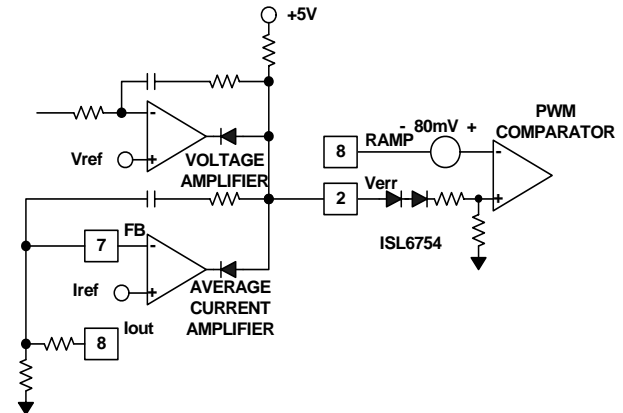 +5V
-
+
Vref
VOLTAGE
AMPLIFIER
8
RAMP
- 80mV +
PWM
COMPARATOR
-
+
2
Verr
ISL6754
7
FB
-
+
Iref
AVERAGE
CURRENT
AMPLIFIER
8
Iout